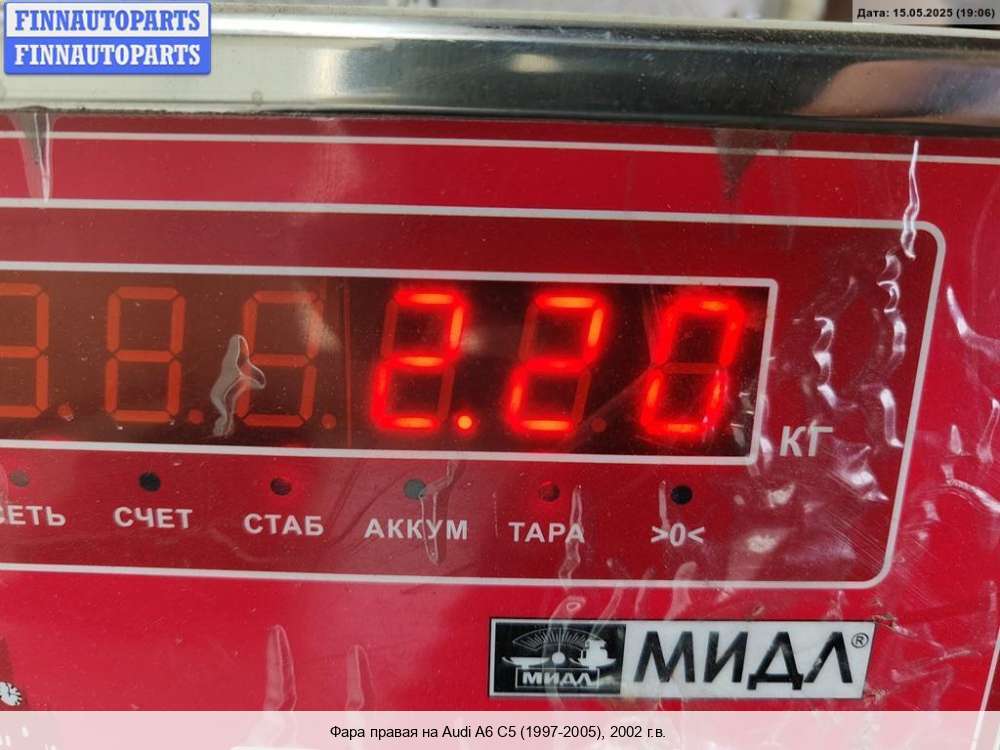 FINNAUTOPARTS
FINNAUTOPARTS
Дата: 15.05.2025 (19:06)
2.20
КГ
СЕТЬ СЧЕТ СТАБ АККУМ ТАРА >0<
МИДЛ МИДЛ®
Фара правая на Audi A6 C5 (1997-2005), 2002 г.в.